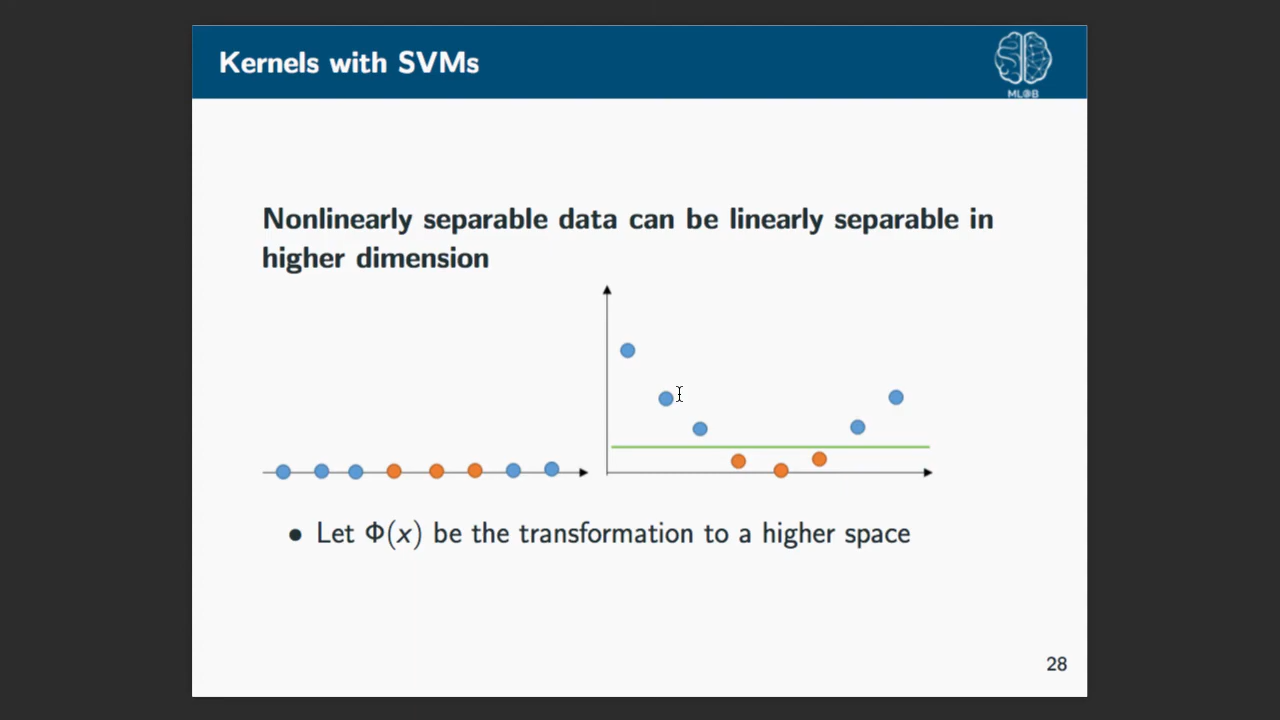 Kernels with SVMs
ML@B
Nonlinearly separable data can be linearly separable in
higher dimension
• Let Φ(x) be the transformation to a higher space
28